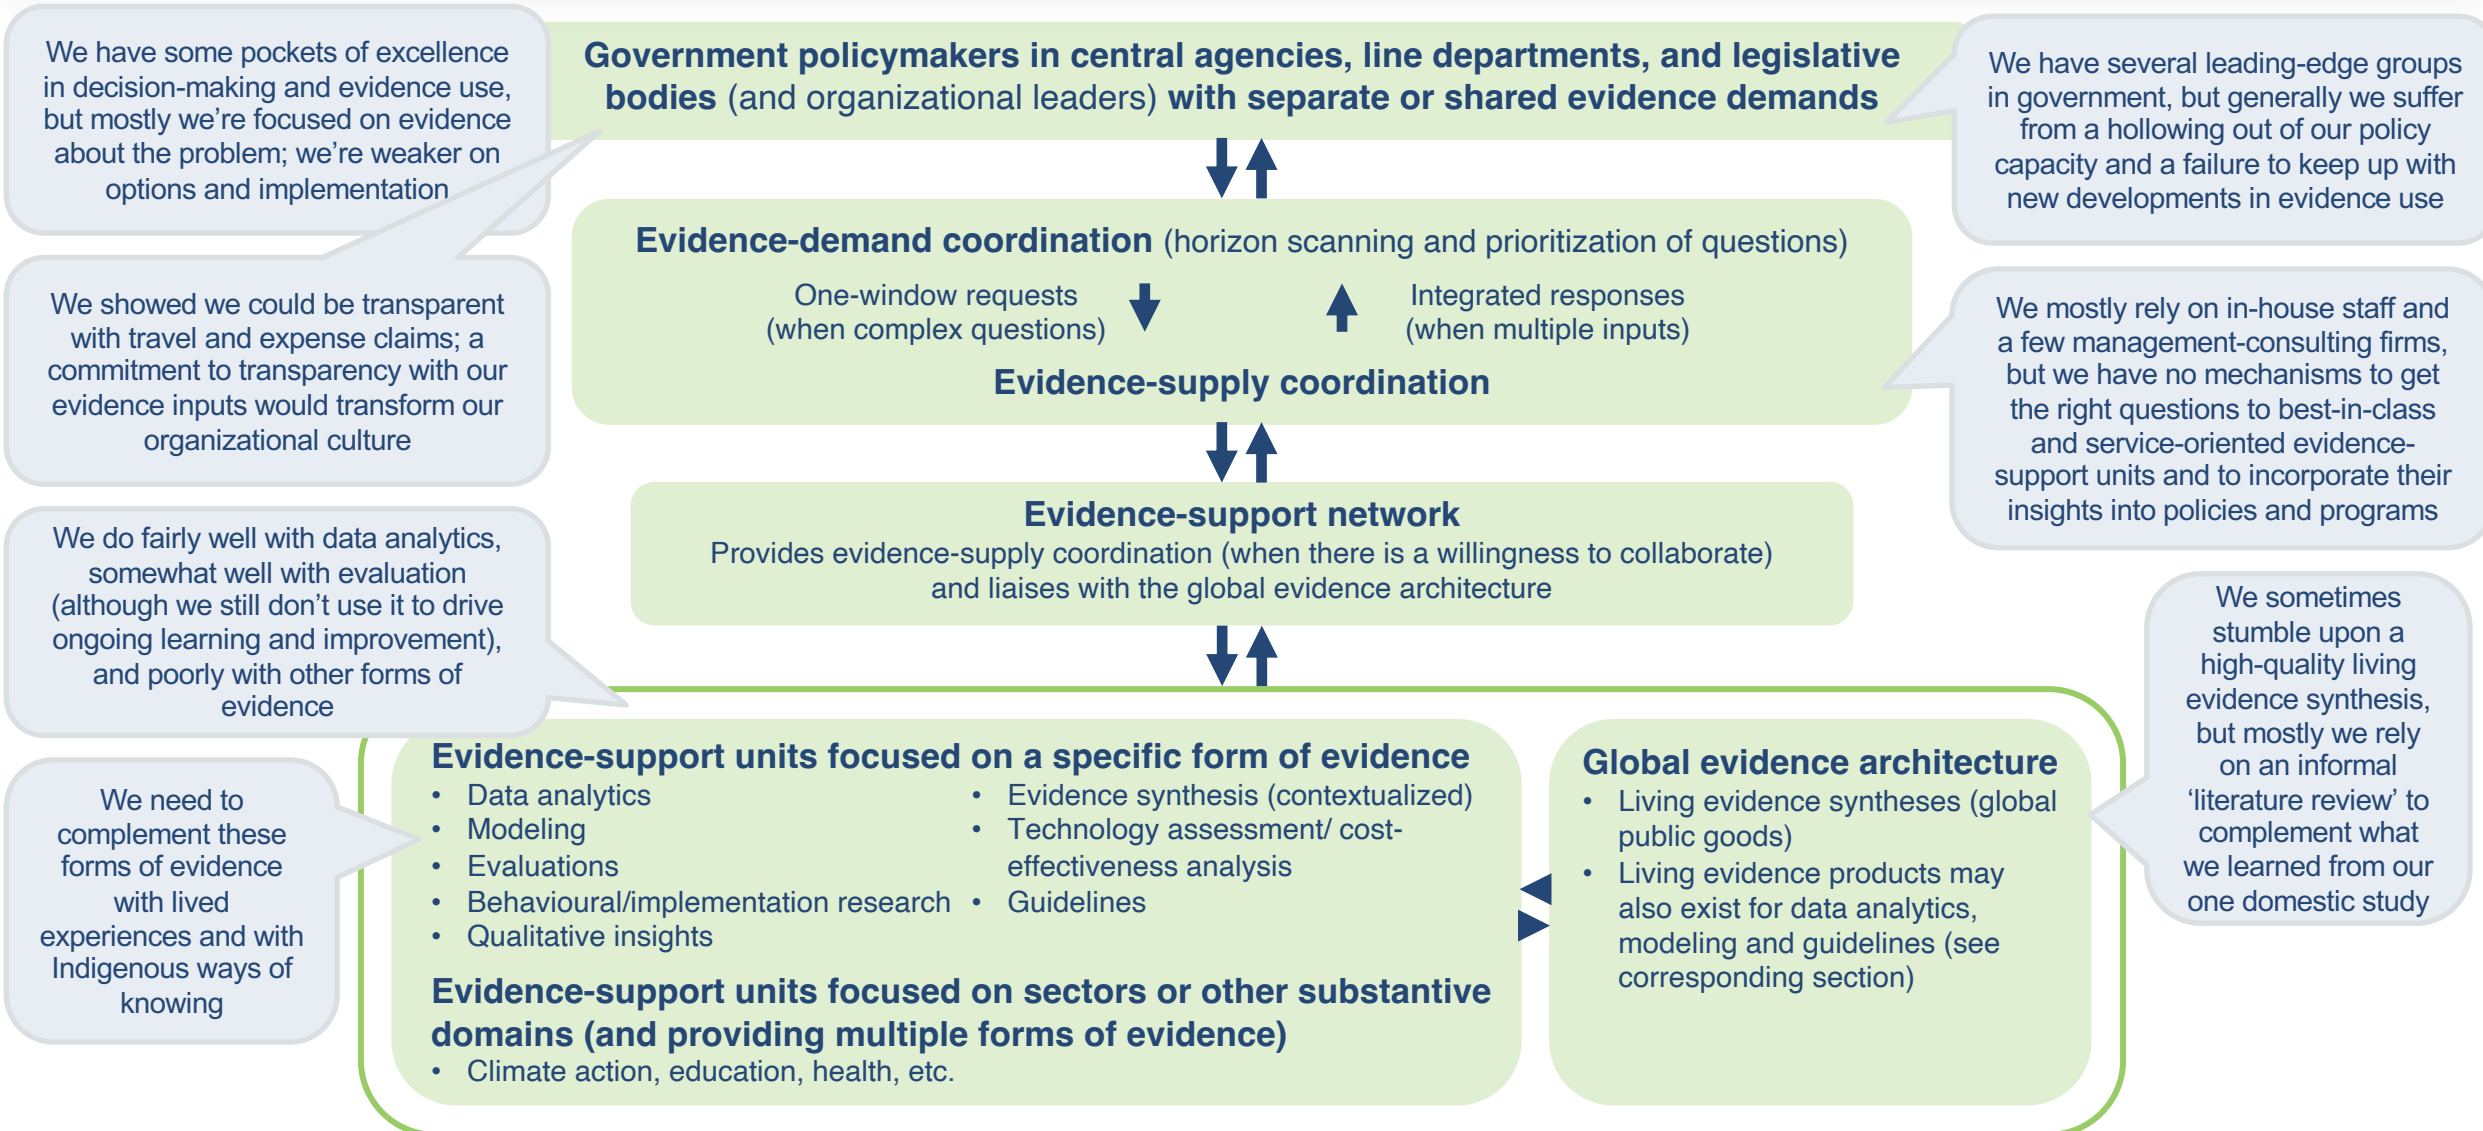 We have some pockets of excellence
in decision-making and evidence use,
but mostly we’re focused on evidence
about the problem; we’re weaker on
options and implementation
We showed we could be transparent
with travel and expense claims; a
commitment to transparency with our
evidence inputs would transform our
organizational culture
We do fairly well with data analytics,
somewhat well with evaluation
(although we still don’t use it to drive
ongoing learning and improvement),
and poorly with other forms of
evidence
We need to
complement these
forms of evidence
with lived
experiences and with
Indigenous ways of
knowing
Government policymakers in central agencies, line departments, and legislative
bodies (and organizational leaders) with separate or shared evidence demands
Evidence-demand coordination (horizon scanning and prioritization of questions)
One-window requests
(when complex questions)
Integrated responses
(when multiple inputs)
Evidence-supply coordination
Evidence-support network
Provides evidence-supply coordination (when there is a willingness to collaborate)
and liaises with the global evidence architecture
Evidence-support units focused on a specific form of evidence
• Data analytics
• Modeling
• Evaluations
• Behavioural/implementation research
• Qualitative insights
• Evidence synthesis (contextualized)
• Technology assessment/ cost-
effectiveness analysis
• Guidelines
Evidence-support units focused on sectors or other substantive
domains (and providing multiple forms of evidence)
• Climate action, education, health, etc.
Global evidence architecture
• Living evidence syntheses (global
public goods)
• Living evidence products may
also exist for data analytics,
modeling and guidelines (see
corresponding section)
We have several leading-edge groups
in government, but generally we suffer
from a hollowing out of our policy
capacity and a failure to keep up with
new developments in evidence use
We mostly rely on in-house staff and
a few management-consulting firms,
but we have no mechanisms to get
the right questions to best-in-class
and service-oriented evidence-
support units and to incorporate their
insights into policies and programs
We sometimes
stumble upon a
high-quality living
evidence synthesis,
but mostly we rely
on an informal
‘literature review’ to
complement what
we learned from our
one domestic study